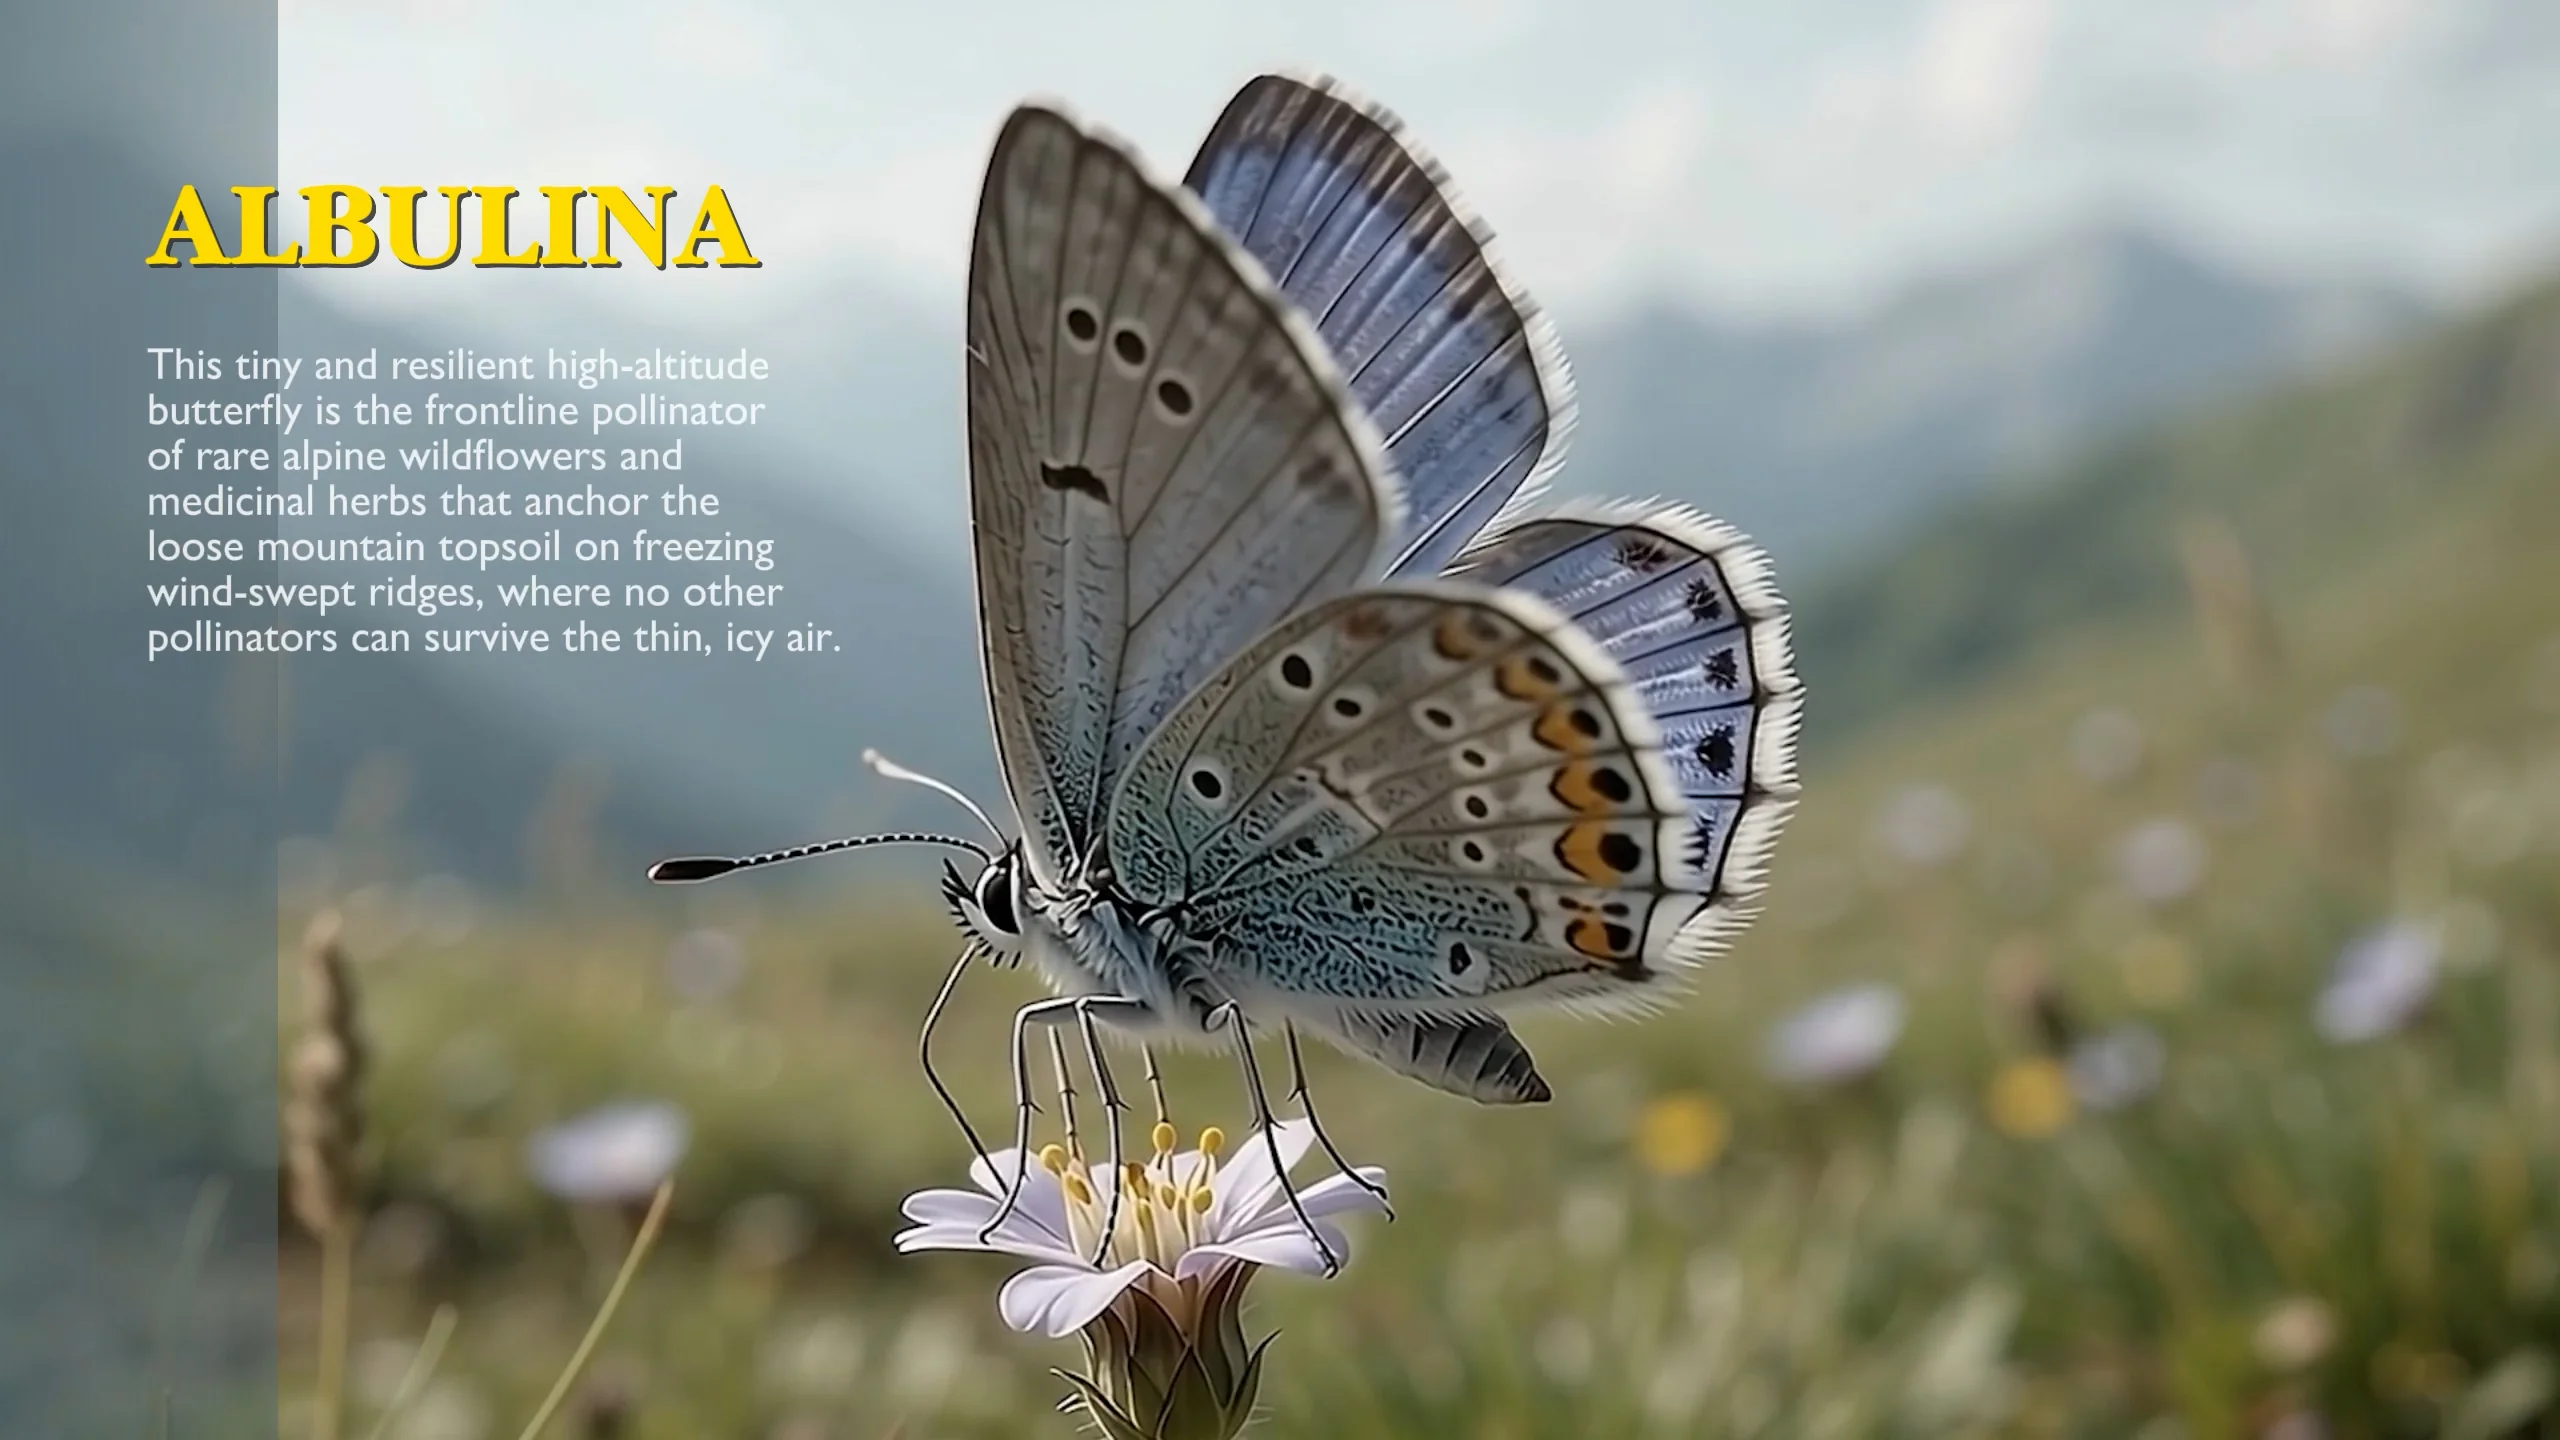 ALBULINA
This tiny and resilient high-altitude
butterfly is the frontline pollinator
of rare alpine wildflowers and
medicinal herbs that anchor the
loose mountain topsoil on freezing
wind-swept ridges, where no other
pollinators can survive the thin, icy air.